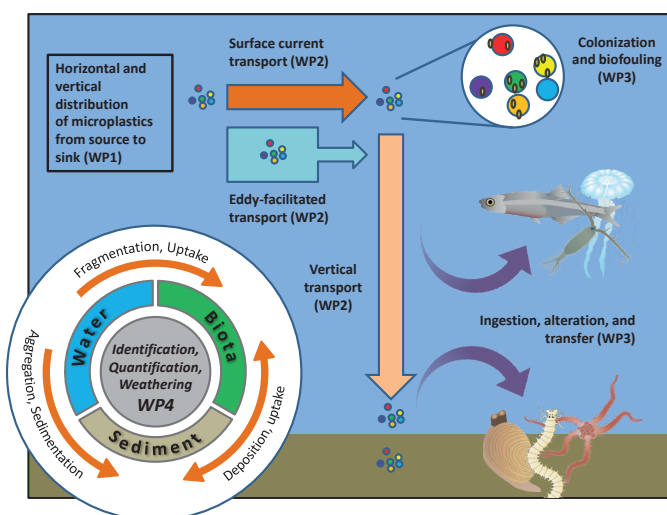 Horizontal and
vertical
distribution
of microplastics
from source to
sink (WP1)
Surface current
transport (WP2)
Colonization
and biofouling
(WP3)
Eddy-facilitated
transport (WP2)
Vertical
transport
(WP2)
Ingestion, alteration, and
transfer (WP3)
Fragmentation, Uptake
Aggregation, Sedimentation
Deposition, uptake
Water
Biota
Sediment
Identification,
Quantification,
Weathering
WP4